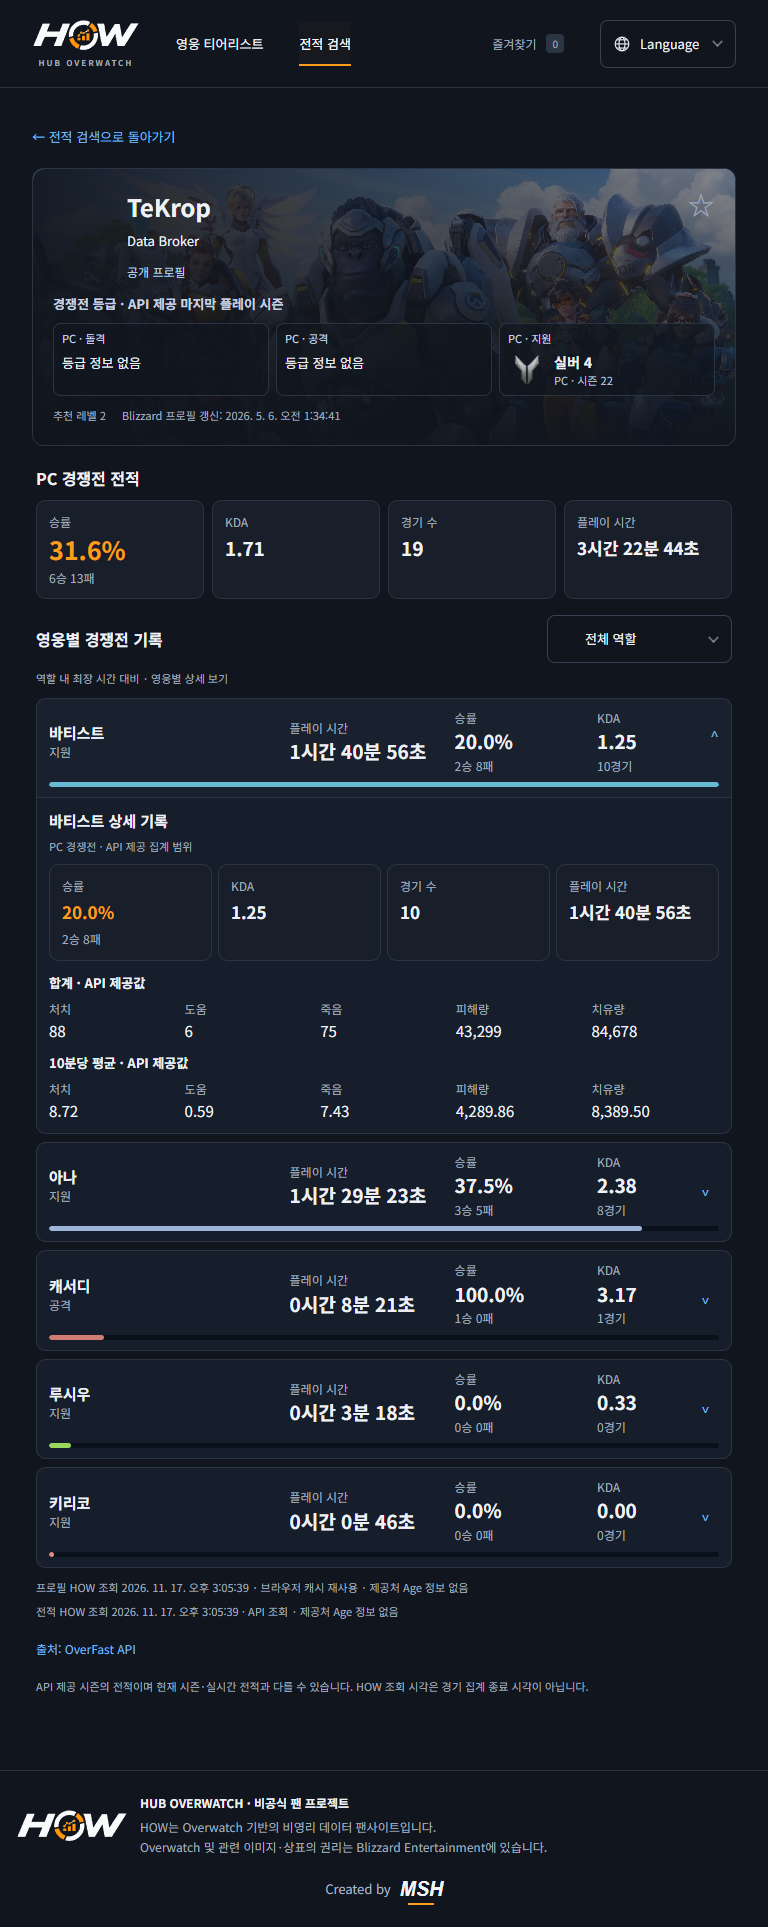 HOW
HUB OVERWATCH
영웅 티어리스트
전적 검색
즐겨찾기 0
Language
← 전적 검색으로 돌아가기
TeKrop
Data Broker
공개 프로필
경쟁전 등급 · API 제공 마지막 플레이 시즌
PC · 돌격
등급 정보 없음
PC · 공격
등급 정보 없음
PC · 지원
실버 4
PC · 시즌 22
추천 레벨 2 Blizzard 프로필 갱신: 2026. 5. 6. 오전 1:34:41
PC 경쟁전 전적
승률
31.6%
6승 13패
KDA
1.71
경기 수
19
플레이 시간
3시간 22분 44초
영웅별 경쟁전 기록
전체 역할
역할 내 최장 시간 대비 · 영웅별 상세 보기
바티스트
지원
플레이 시간
1시간 40분 56초
승률
20.0%
2승 8패
KDA
1.25
10경기
^
바티스트 상세 기록
PC 경쟁전 · API 제공 집계 범위
승률
20.0%
2승 8패
KDA
1.25
경기 수
10
플레이 시간
1시간 40분 56초
합계 · API 제공값
처치 도움 죽음 피해량 치유량
88 6 75 43,299 84,678
10분당 평균 · API 제공값
처치 도움 죽음 피해량 치유량
8.72 0.59 7.43 4,289.86 8,389.50
아나
지원
플레이 시간
1시간 29분 23초
승률
37.5%
3승 5패
KDA
2.38
8경기
v
캐서디
공격
플레이 시간
0시간 8분 21초
승률
100.0%
1승 0패
KDA
3.17
1경기
v
루시우
지원
플레이 시간
0시간 3분 18초
승률
0.0%
0승 0패
KDA
0.33
0경기
v
키리코
지원
플레이 시간
0시간 0분 46초
승률
0.0%
0승 0패
KDA
0.00
0경기
v
프로필 HOW 조회 2026. 11. 17. 오후 3:05:39 · 브라우저 캐시 재사용 · 제공처 Age 정보 없음
전적 HOW 조회 2026. 11. 17. 오후 3:05:39 · API 조회 · 제공처 Age 정보 없음
출처: OverFast API
API 제공 시즌의 전적이며 현재 시즌·실시간 전적과 다를 수 있습니다. HOW 조회 시각은 경기 집계 종료 시각이 아닙니다.
HOW
HUB OVERWATCH · 비공식 팬 프로젝트
HOW는 Overwatch 기반의 비영리 데이터 팬사이트입니다.
Overwatch 및 관련 이미지·상표의 권리는 Blizzard Entertainment에 있습니다.
Created by MSH